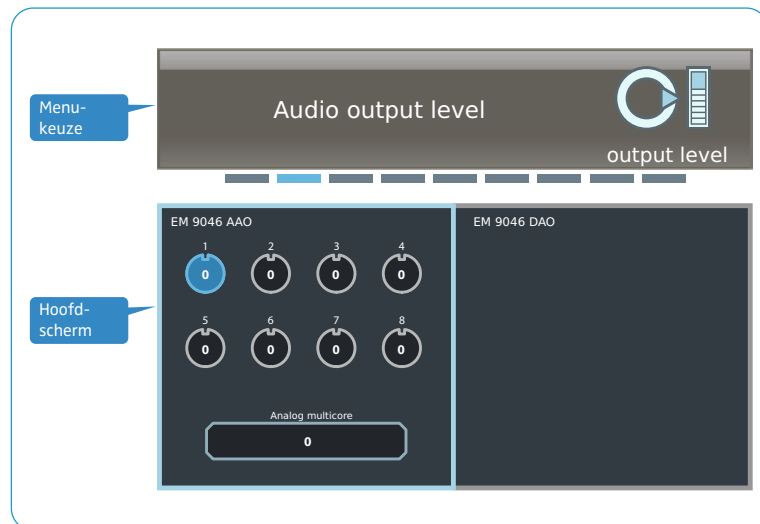 Menu-
keuze
Audio output level
output level
EM 9046 AAO
EM 9046 DAO
1 2 3 4
0 0 0 0
Hoofd-
scherm
5 6 7 8
0 0 0 0
Analog multicore
0